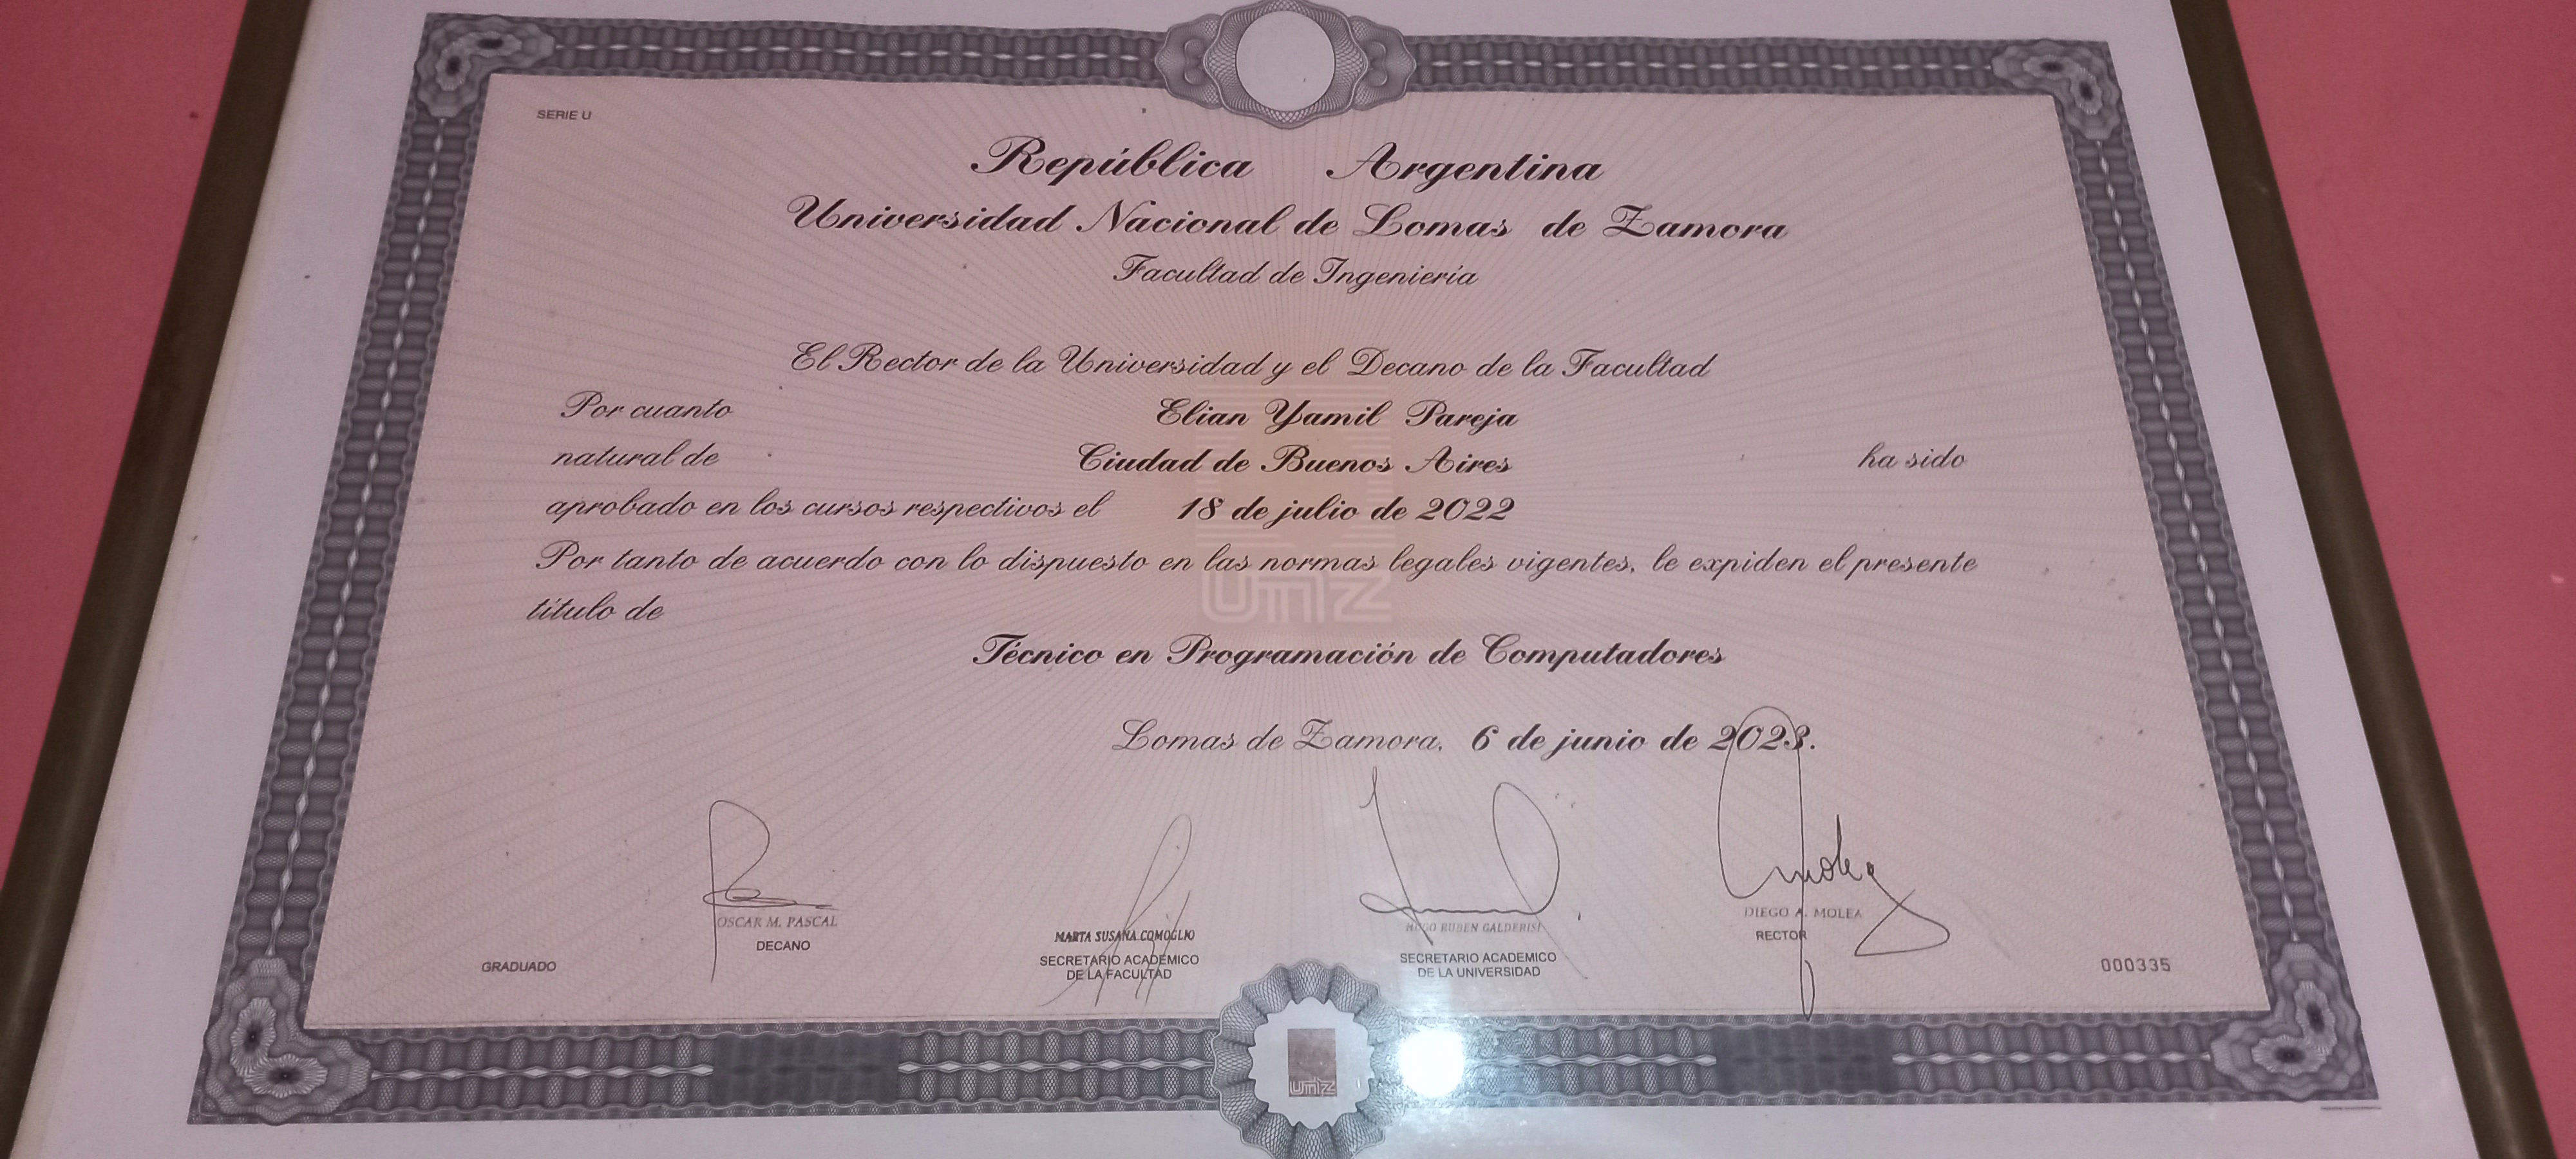 SERIE U
República Argentina
Universidad Nacional de Lomas de Zamora
Facultad de Ingeniería
El Rector de la Universidad y el Decano de la Facultad
Por cuanto Elian Yamil Pareja
natural de Ciudad de Buenos Aires ha sido
aprobado en los cursos respectivos el 18 de julio de 2022
Por tanto de acuerdo con lo dispuesto en las normas legales vigentes, le expiden el presente
título de
Técnico en Programación de Computadores
Lomas de Zamora, 6 de junio de 2023.
OSCAR M. PASCAL
DECANO
MARTA SUSANA COMOGLIO
SECRETARIO ACADEMICO
DE LA FACULTAD
HUGO RUBEN GALDERISI
SECRETARIO ACADEMICO
DE LA UNIVERSIDAD
DIEGO A. MOLEA
RECTOR
GRADUADO
000335
unlz